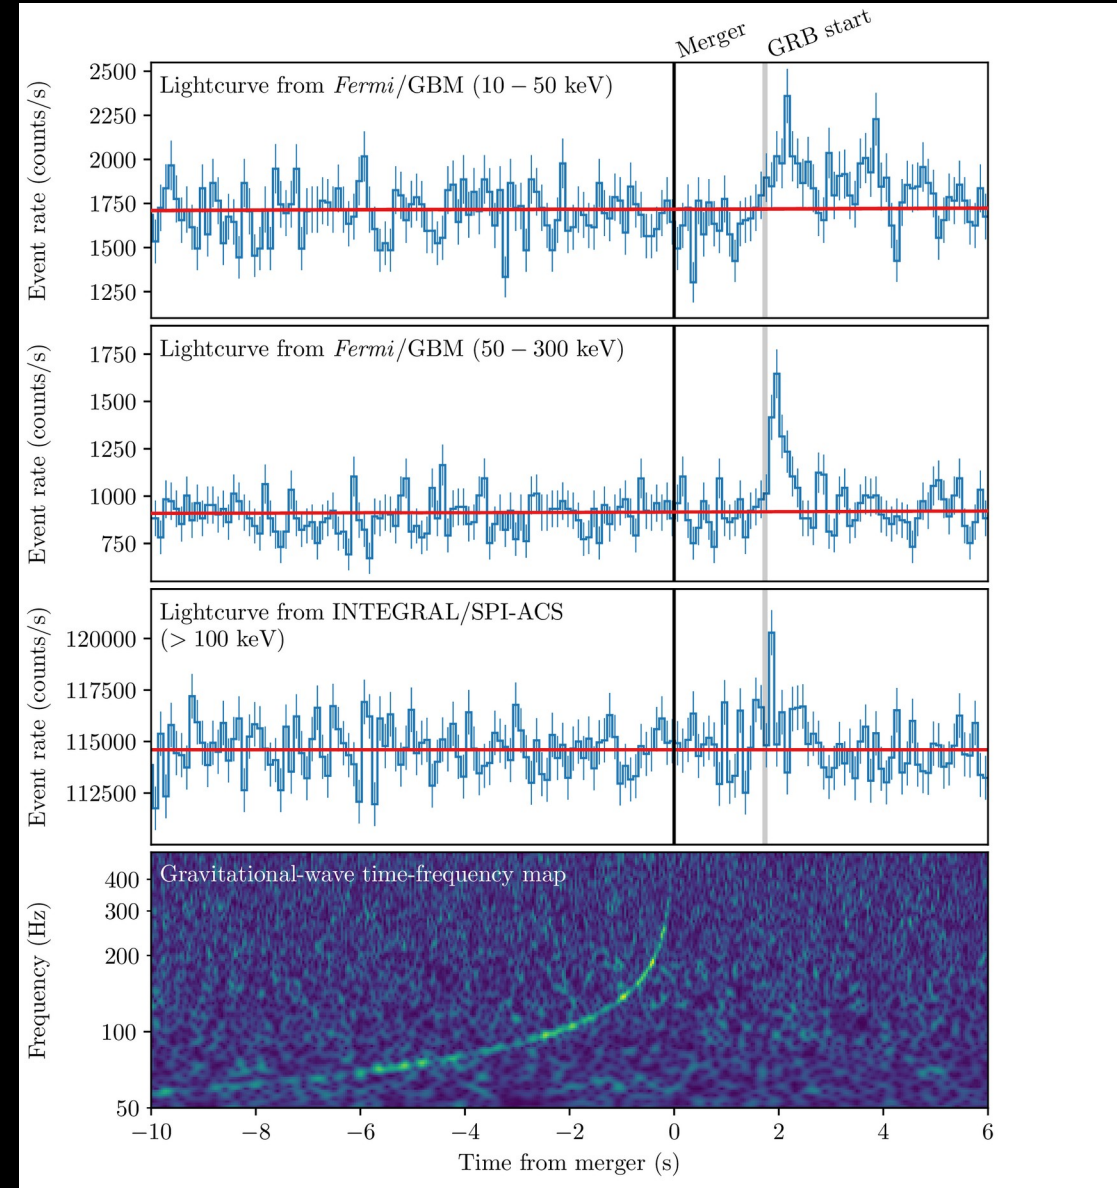 Merger
GRB start
Lightcurve from Fermi/GBM (10 − 50 keV)
Event rate (counts/s)
2500
2250
2000
1750
1500
1250
Lightcurve from Fermi/GBM (50 − 300 keV)
Event rate (counts/s)
1750
1500
1250
1000
750
Lightcurve from INTEGRAL/SPI-ACS
(> 100 keV)
Event rate (counts/s)
120000
117500
115000
112500
Gravitational-wave time-frequency map
Frequency (Hz)
400
300
200
100
50
−10 −8 −6 −4 −2 0 2 4 6
Time from merger (s)